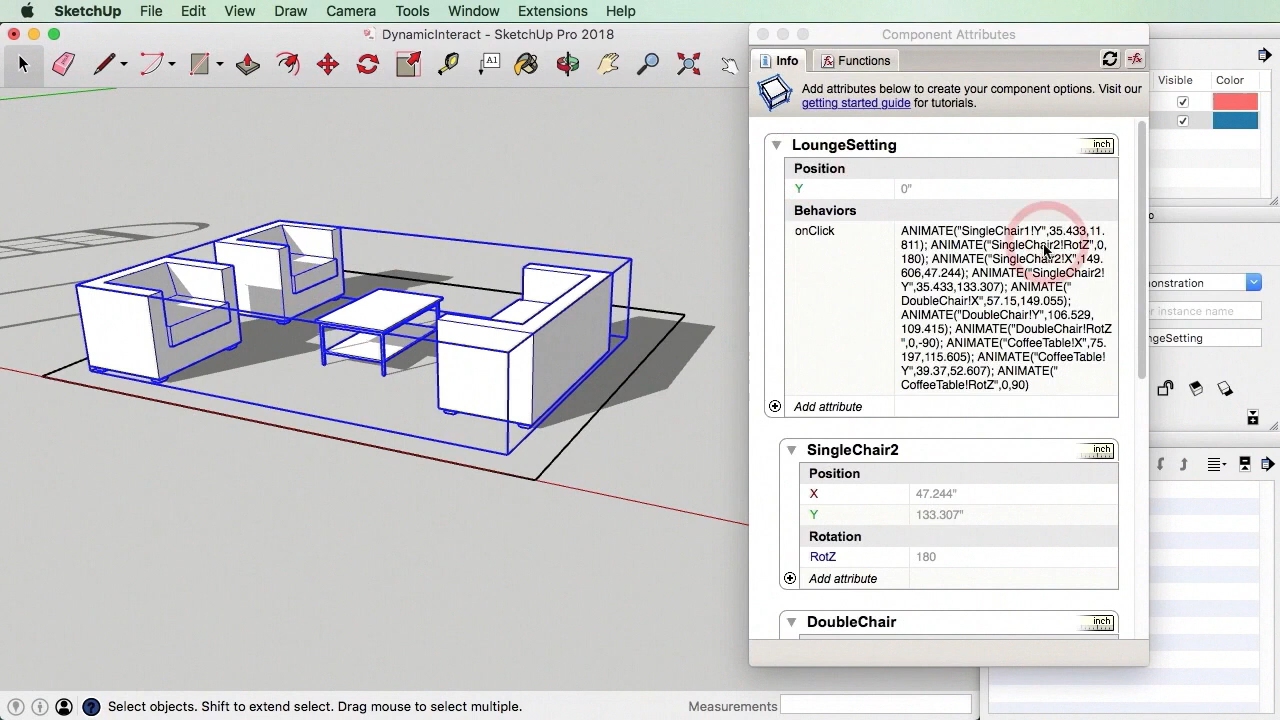 SketchUp File Edit View Draw Camera Tools Window Extensions Help
DynamicInteract - SketchUp Pro 2018
Component Attributes
A1
Info
Functions
=fx
Add attributes below to create your component options. Visit our
getting started guide for tutorials.
Visible
Color
LoungeSetting
inch
Position
Y 0"
Behaviors
onClick
ANIMATE("SingleChair1!Y",35.433,11.
811); ANIMATE("SingleChair2!RotZ",0,
180); ANIMATE("SingleChair2!X",149.
606,47.244); ANIMATE("SingleChair2!
Y",35.433,133.307); ANIMATE("
DoubleChair!X",57.15,149.055);
ANIMATE("DoubleChair!Y",106.529,
109.415); ANIMATE("DoubleChair!RotZ
",0,-90); ANIMATE("CoffeeTable!X",75.
197,115.605); ANIMATE("CoffeeTable!
Y",39.37,52.607); ANIMATE("
CoffeeTable!RotZ",0,90)
Add attribute
SingleChair2
inch
Position
X 47.244"
Y 133.307"
Rotation
RotZ 180
Add attribute
DoubleChair
inch
onstration
r instance name
ngeSetting
Select objects. Shift to extend select. Drag mouse to select multiple.
Measurements